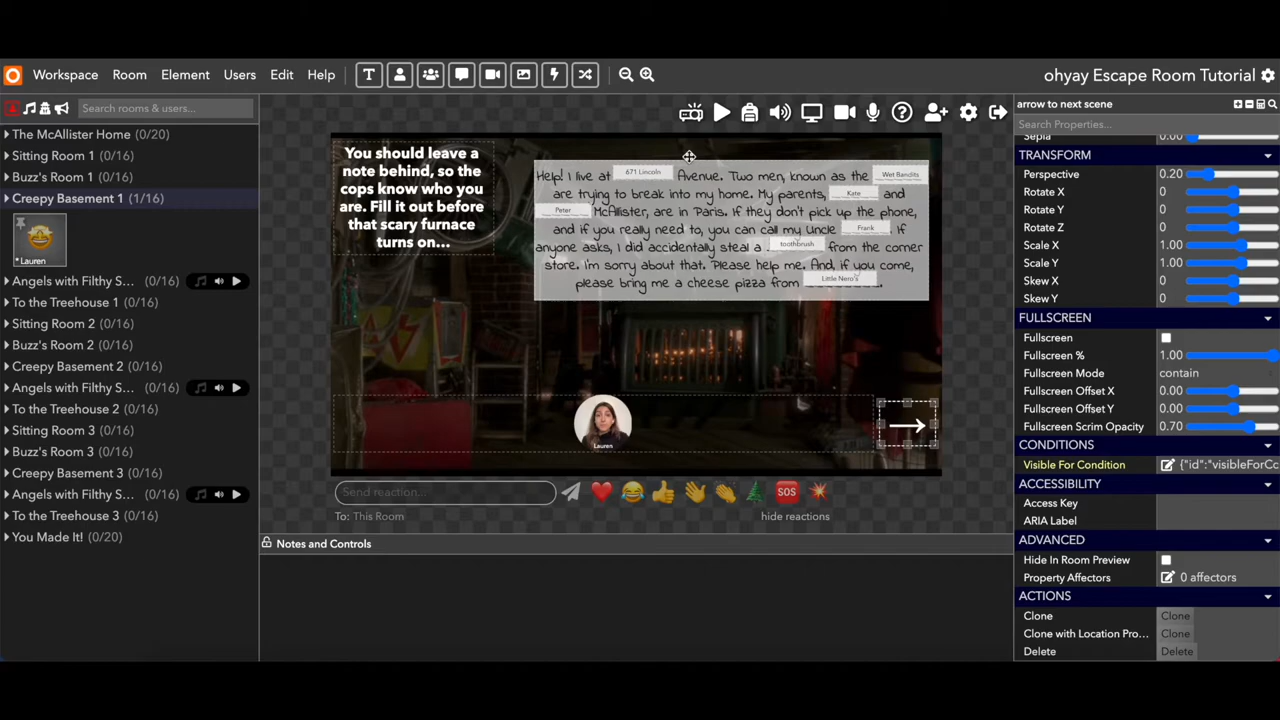 Workspace Room Element Users Edit Help
T
ohyay Escape Room Tutorial
Search rooms & users...
The McAllister Home (0/20)
Sitting Room 1 (0/16)
Buzz's Room 1 (0/16)
Creepy Basement 1 (1/16)
* Lauren
Angels with Filthy S... (0/16)
To the Treehouse 1 (0/16)
Sitting Room 2 (0/16)
Buzz's Room 2 (0/16)
Creepy Basement 2 (0/16)
Angels with Filthy S... (0/16)
To the Treehouse 2 (0/16)
Sitting Room 3 (0/16)
Buzz's Room 3 (0/16)
Creepy Basement 3 (0/16)
Angels with Filthy S... (0/16)
To the Treehouse 3 (0/16)
You Made It! (0/20)
You should leave a
note behind, so the
cops know who you
are. Fill it out before
that scary furnace
turns on...
Help! I live at 671 Lincoln Avenue. Two men, known as the Wet Bandits
are trying to break into my home. My parents, Kate and
Peter McAllister, are in Paris. If they don't pick up the phone,
and if you really need to, you can call my Uncle Frank. If
anyone asks, I did accidentally steal a toothbrush from the corner
store. I'm sorry about that. Please help me. And, if you come,
please bring me a cheese pizza from Little Nero's.
Lauren
Send reaction...
SOS
To: This Room
hide reactions
Notes and Controls
arrow to next scene
Search Properties...
Sepia 0.00
TRANSFORM
Perspective 0.20
Rotate X 0
Rotate Y 0
Rotate Z 0
Scale X 1.00
Scale Y 1.00
Skew X 0
Skew Y 0
FULLSCREEN
Fullscreen
Fullscreen % 1.00
Fullscreen Mode contain
Fullscreen Offset X 0.00
Fullscreen Offset Y 0.00
Fullscreen Scrim Opacity 0.70
CONDITIONS
Visible For Condition {"id":"visibleForCc
ACCESSIBILITY
Access Key
ARIA Label
ADVANCED
Hide In Room Preview
Property Affectors 0 affectors
ACTIONS
Clone Clone
Clone with Location Pro... Clone
Delete Delete